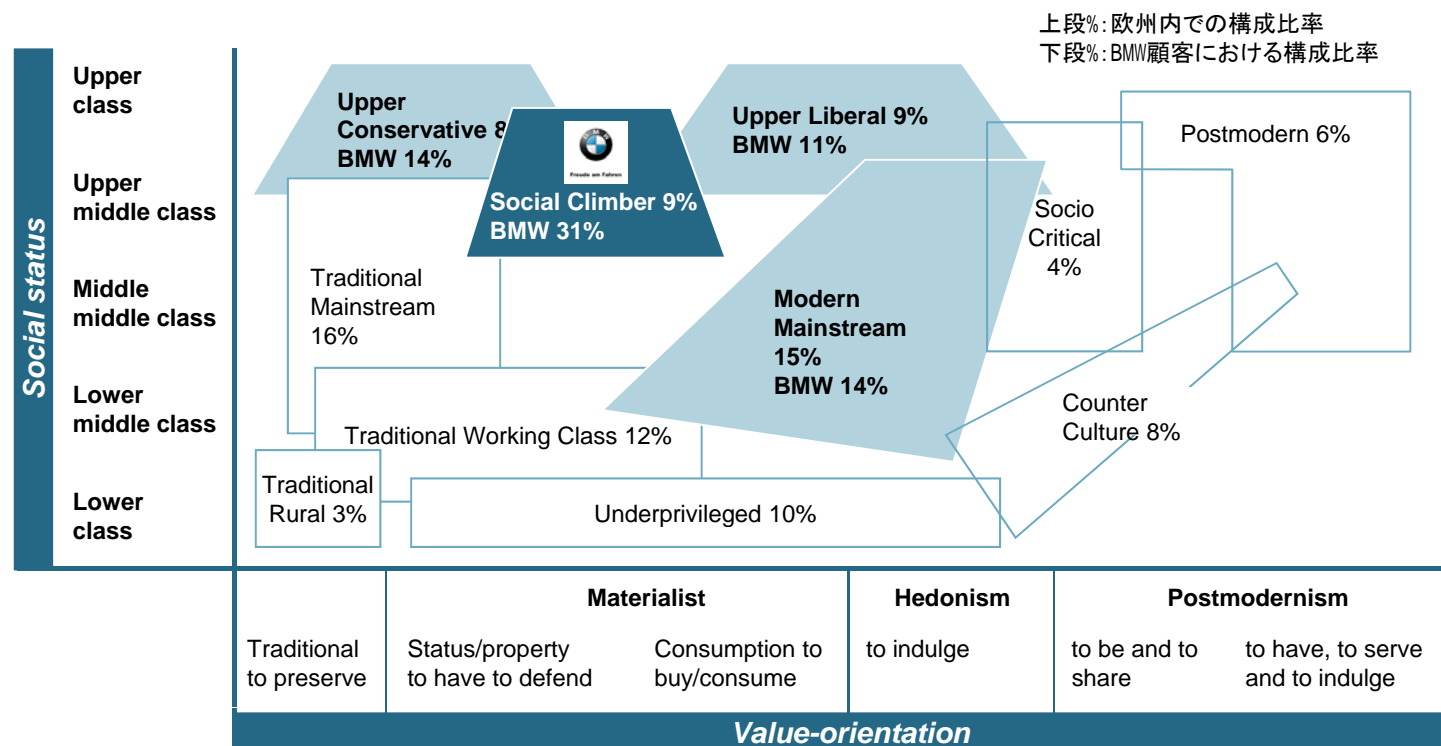 上段%:欧州内での構成比率
下段%:BMW顧客における構成比率
Social status
Upper
class
Upper
middle class
Middle
middle class
Lower
middle class
Lower
class
Upper
Conservative 8
BMW 14%
Freude am Fahren
Social Climber 9%
BMW 31%
Upper Liberal 9%
BMW 11%
Postmodern 6%
Socio
Critical
4%
Traditional
Mainstream
16%
Modern
Mainstream
15%
BMW 14%
Counter
Culture 8%
Traditional Working Class 12%
Traditional
Rural 3%
Underprivileged 10%
Materialist
Hedonism
Postmodernism
Traditional
to preserve
Status/property
to have to defend
Consumption to
buy/consume
to indulge
to be and to
share
to have, to serve
and to indulge
Value-orientation